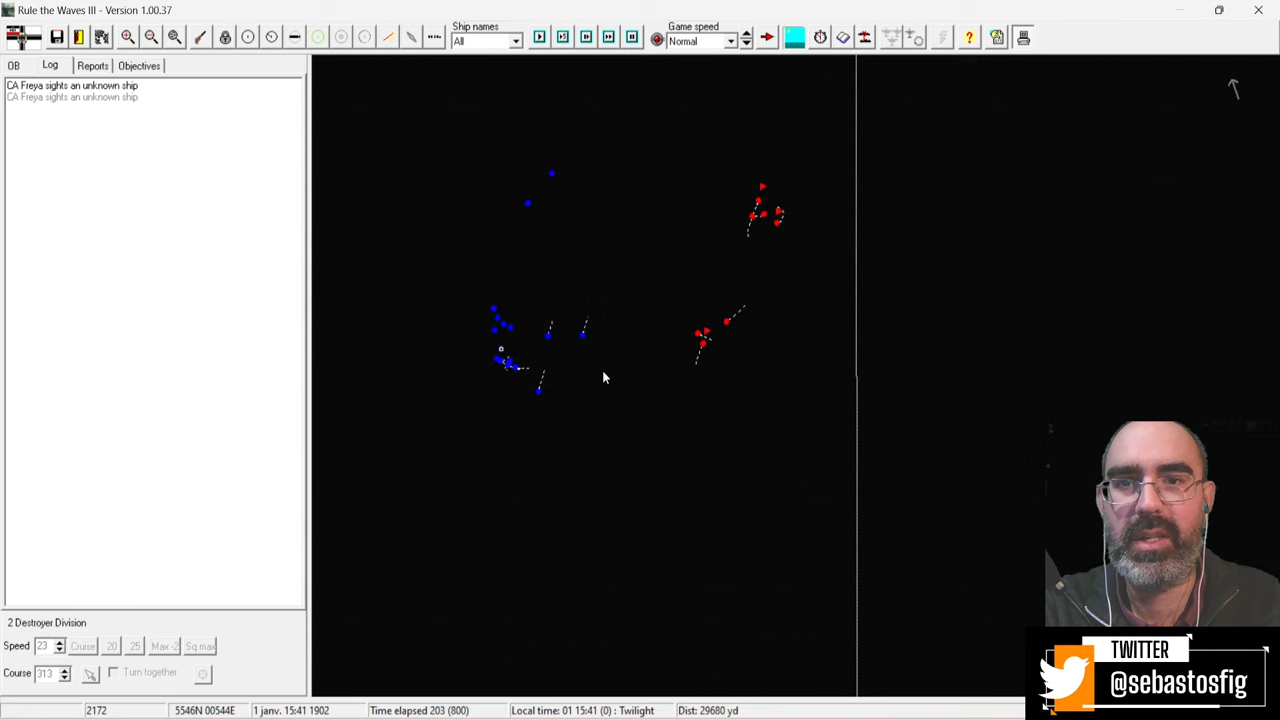 Rule the Waves III - Version 1.00.37
Ship names
All
Game speed
Normal
OB
Log
Reports
Objectives
CA Freya sights an unknown ship
CA Freya sights an unknown ship
2 Destroyer Division
Speed 23 Cruise 20 25 Max -2 Sq max
Course 313 Turn together
2172
5546N 00544E
1 janv. 15:41 1902
Time elapsed 203 (800)
Local time: 01 15:41 (0) : Twilight
Dist: 29680 yd
TWITTER
@sebastosfig